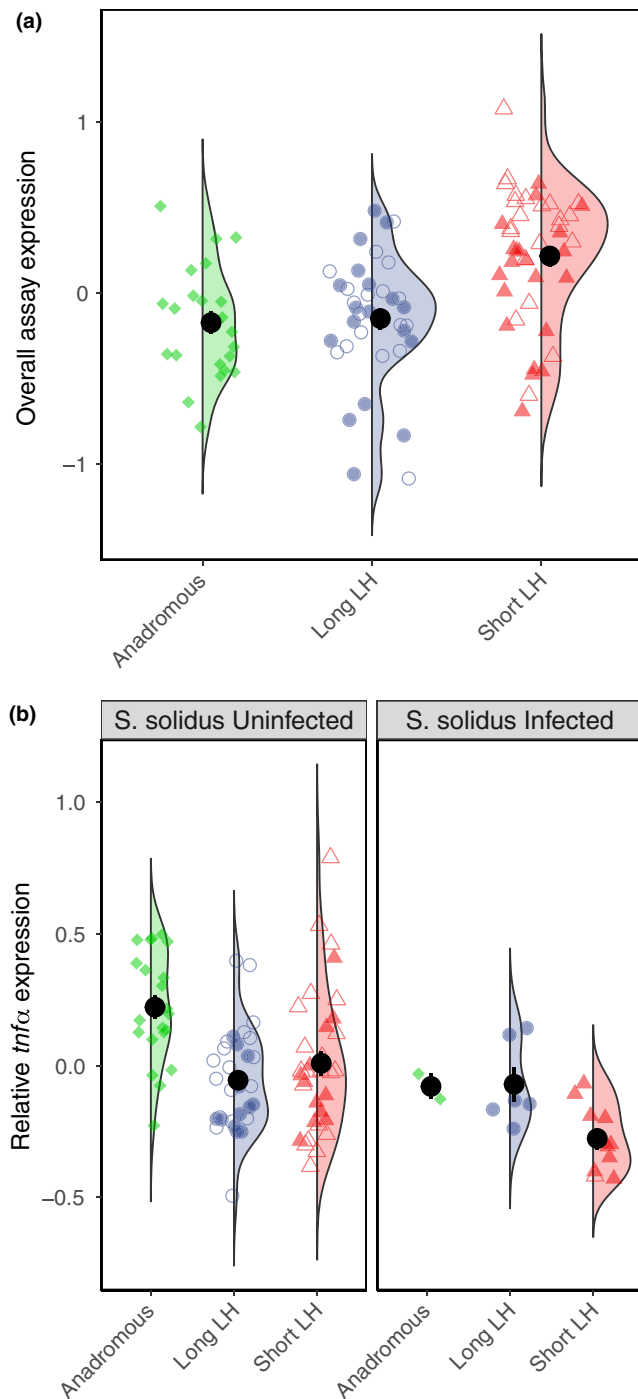 (a)
Overall assay expression
1
0
−1
Anadromous
Long LH
Short LH
(b)
S. solidus Uninfected
S. solidus Infected
Relative tnfα expression
1.0
0.5
0.0
−0.5
Anadromous
Long LH
Short LH
Anadromous
Long LH
Short LH